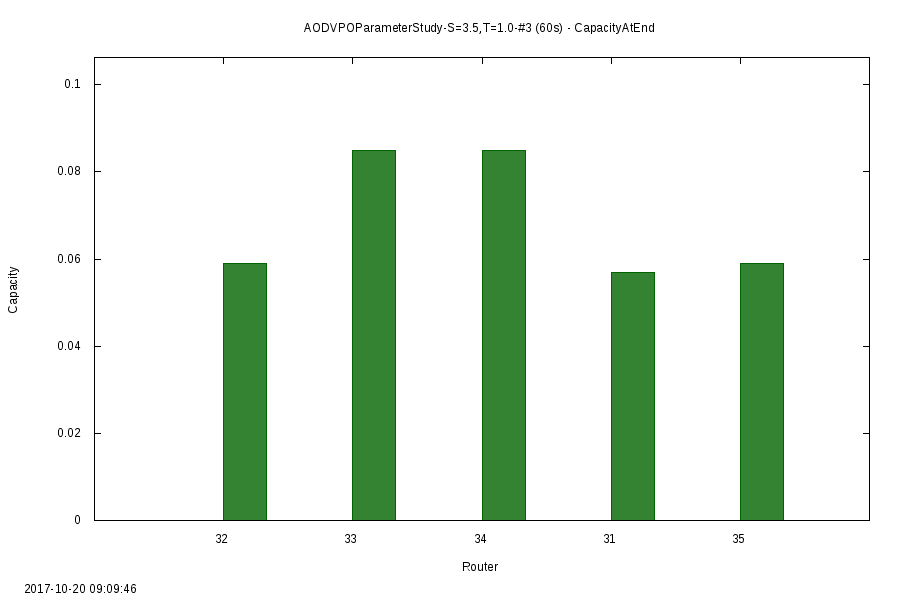 AODVPOParameterStudy-S=3.5,T=1.0-#3 (60s) - CapacityAtEnd
0.1
0.08
0.06
0.04
0.02
0
Capacity
32 33 34 31 35
Router
2017-10-20 09:09:46